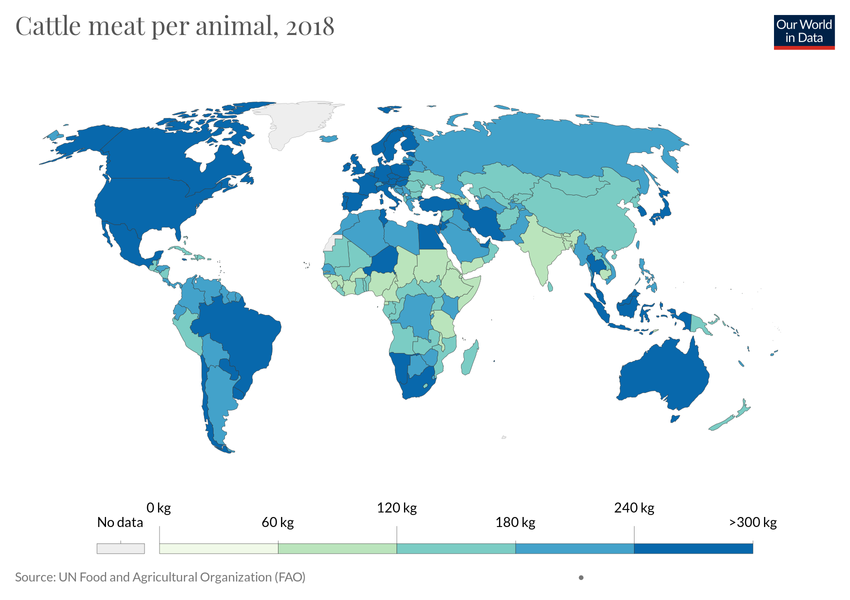 Cattle meat per animal, 2018
Our World
in Data
No data
0 kg
60 kg
120 kg
180 kg
240 kg
>300 kg
Source: UN Food and Agricultural Organization (FAO)